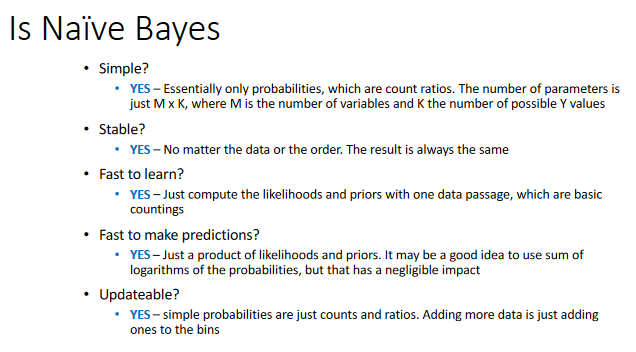 Is Naïve Bayes
• Simple?
• YES – Essentially only probabilities, which are count ratios. The number of parameters is
just M x K, where M is the number of variables and K the number of possible Y values
• Stable?
• YES – No matter the data or the order. The result is always the same
• Fast to learn?
• YES – Just compute the likelihoods and priors with one data passage, which are basic
countings
• Fast to make predictions?
• YES – Just a product of likelihoods and priors. It may be a good idea to use sum of
logarithms of the probabilities, but that has a negligible impact
• Updateable?
• YES – simple probabilities are just counts and ratios. Adding more data is just adding
ones to the bins